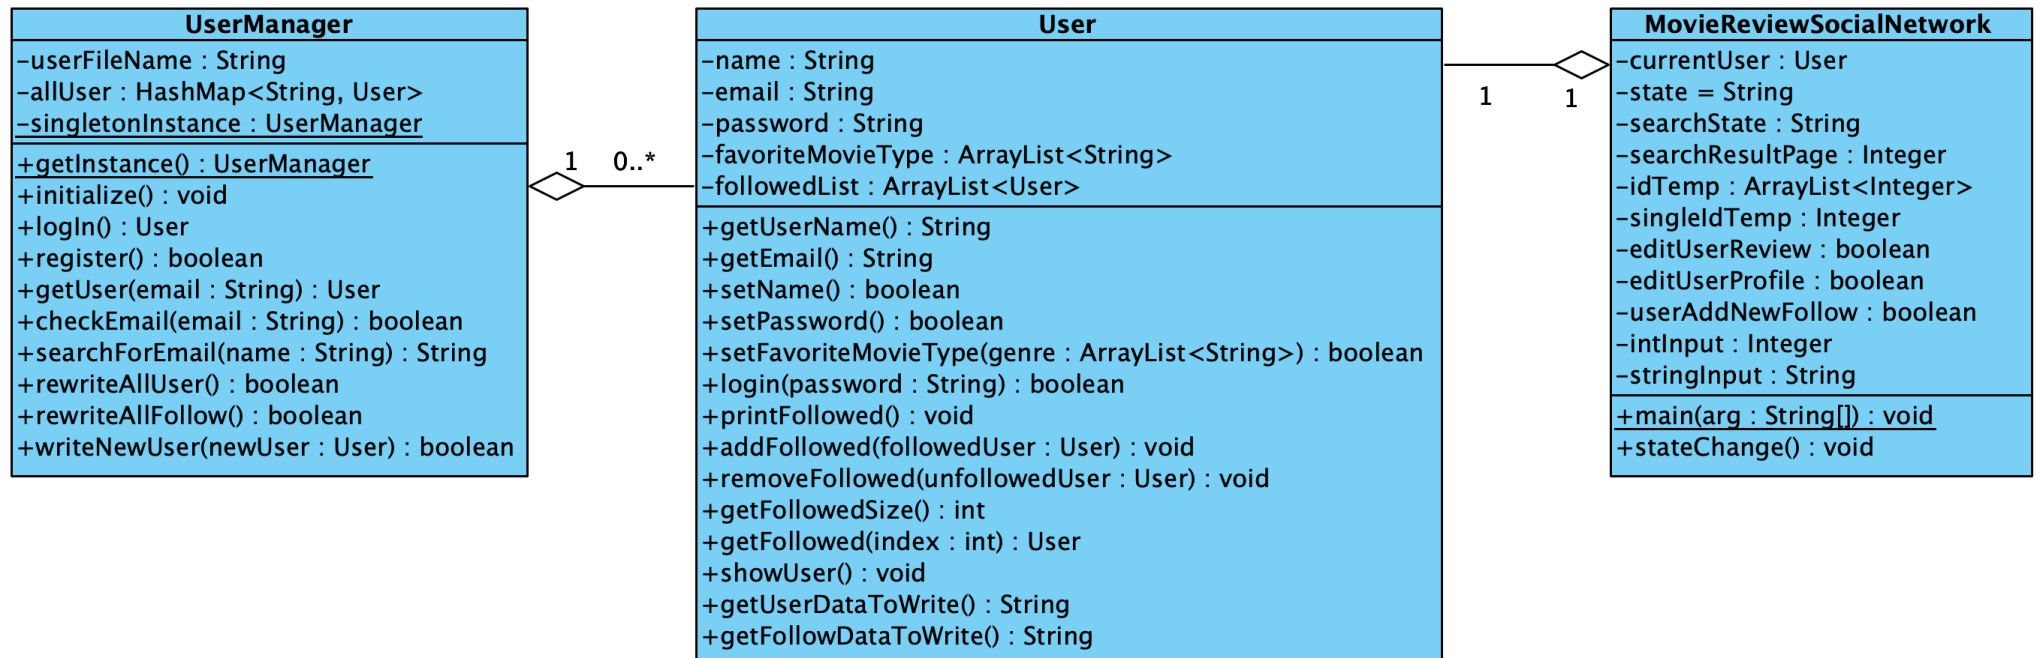 UserManager
-userFileName : String
-allUser : HashMap<String, User>
-singletonInstance : UserManager
+getInstance() : UserManager
+initialize() : void
+logIn() : User
+register() : boolean
+getUser(email : String) : User
+checkEmail(email : String) : boolean
+searchForEmail(name : String) : String
+rewriteAllUser() : boolean
+rewriteAllFollow() : boolean
+writeNewUser(newUser : User) : boolean
1
0..*
User
-name : String
-email : String
-password : String
-favoriteMovieType : ArrayList<String>
-followedList : ArrayList<User>
+getUserName() : String
+getEmail() : String
+setName() : boolean
+setPassword() : boolean
+setFavoriteMovieType(genre : ArrayList<String>) : boolean
+login(password : String) : boolean
+printFollowed() : void
+addFollowed(followedUser : User) : void
+removeFollowed(unfollowedUser : User) : void
+getFollowedSize() : int
+getFollowed(index : int) : User
+showUser() : void
+getUserDataToWrite() : String
+getFollowDataToWrite() : String
1
1
MovieReviewSocialNetwork
-currentUser : User
-state = String
-searchState : String
-searchResultPage : Integer
-idTemp : ArrayList<Integer>
-singleIdTemp : Integer
-editUserReview : boolean
-editUserProfile : boolean
-userAddNewFollow : boolean
-intInput : Integer
-stringInput : String
+main(arg : String[]) : void
+stateChange() : void